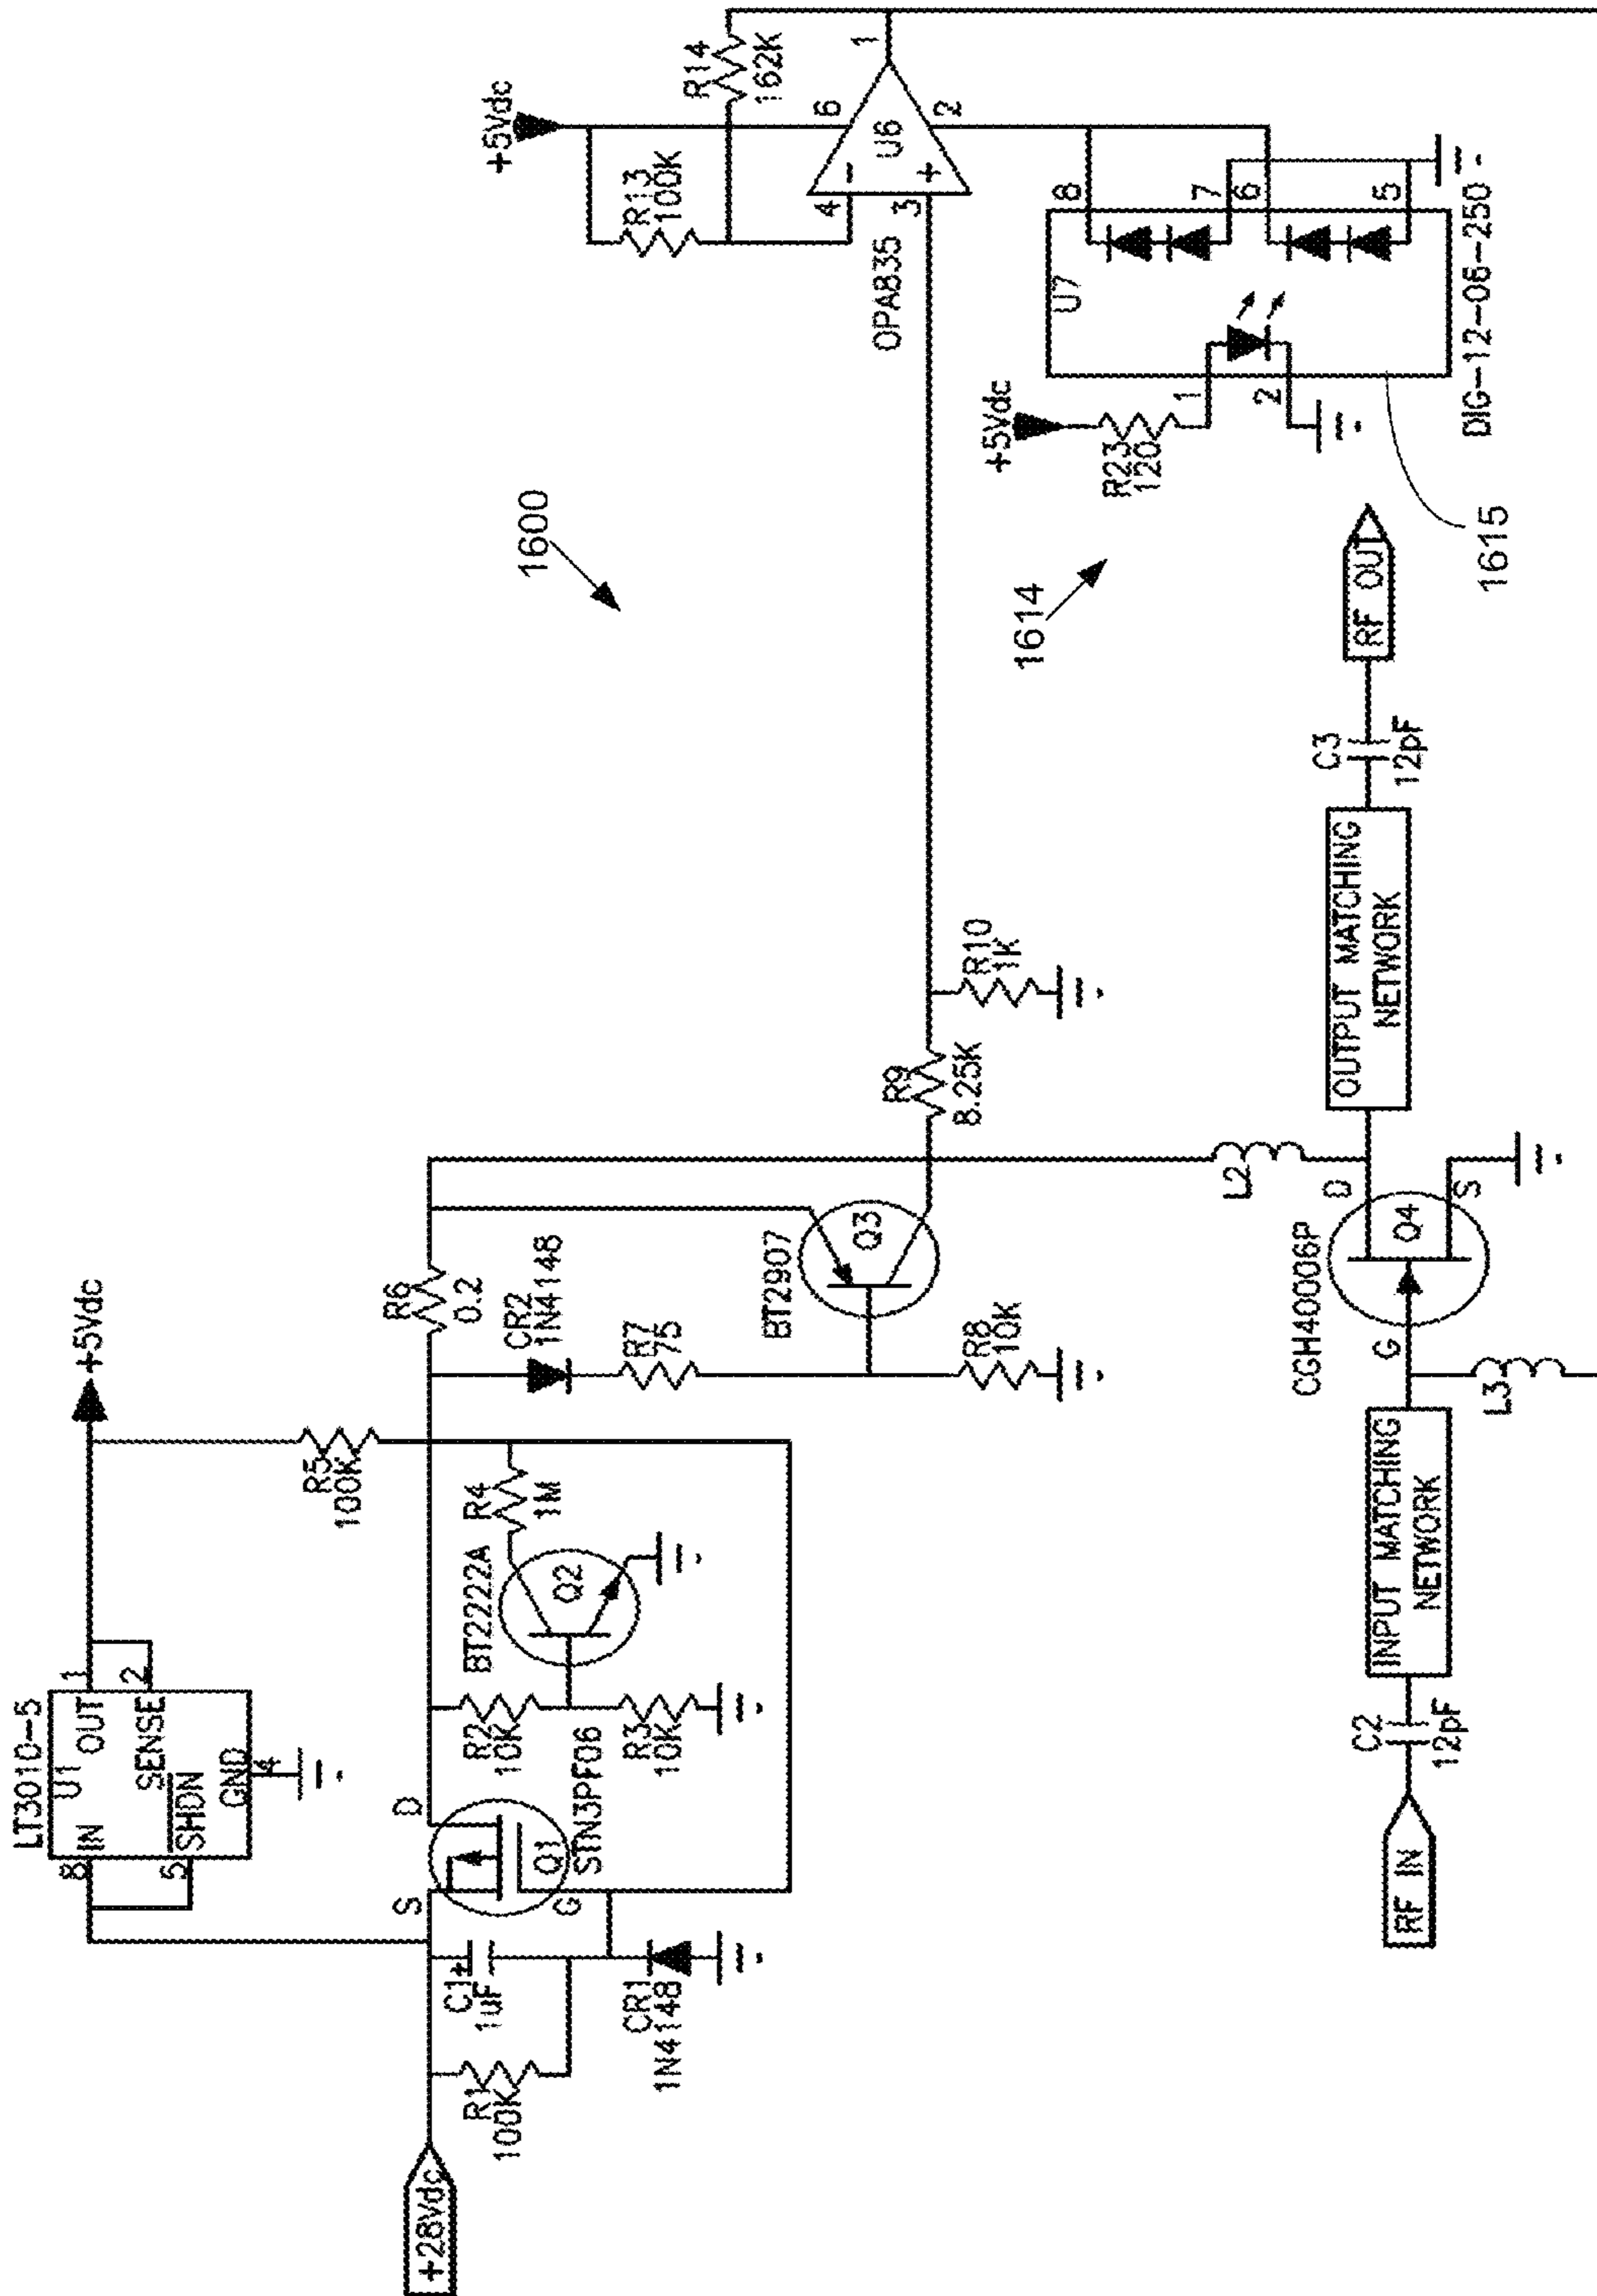 +28Vdc
R1
100K
C1
+
1uF
CR1
1N4148
LT3010-5
U1
8
IN
OUT
1
SENSE
2
5
SHDN
GND
4
S
D
G
Q1
STN3PF06
R2
10K
R3
10K
BT2222A
Q2
R4
1M
R5
100K
+5Vdc
R6
0.2
CR2
1N4148
R7
75
R8
10K
BT2907
Q3
R9
8.25K
R10
1K
1600
+5Vdc
R13
100K
R14
162K
4
-
3
+
U6
6
2
1
OPA835
+5Vdc
R23
120
1
2
U7
8
7
6
5
DIG-12-06-250
1614
1615
RF IN
C2
12pF
INPUT MATCHING
NETWORK
L3
G
CGH40006P
Q4
D
S
L2
OUTPUT MATCHING
NETWORK
C3
12pF
RF OUT